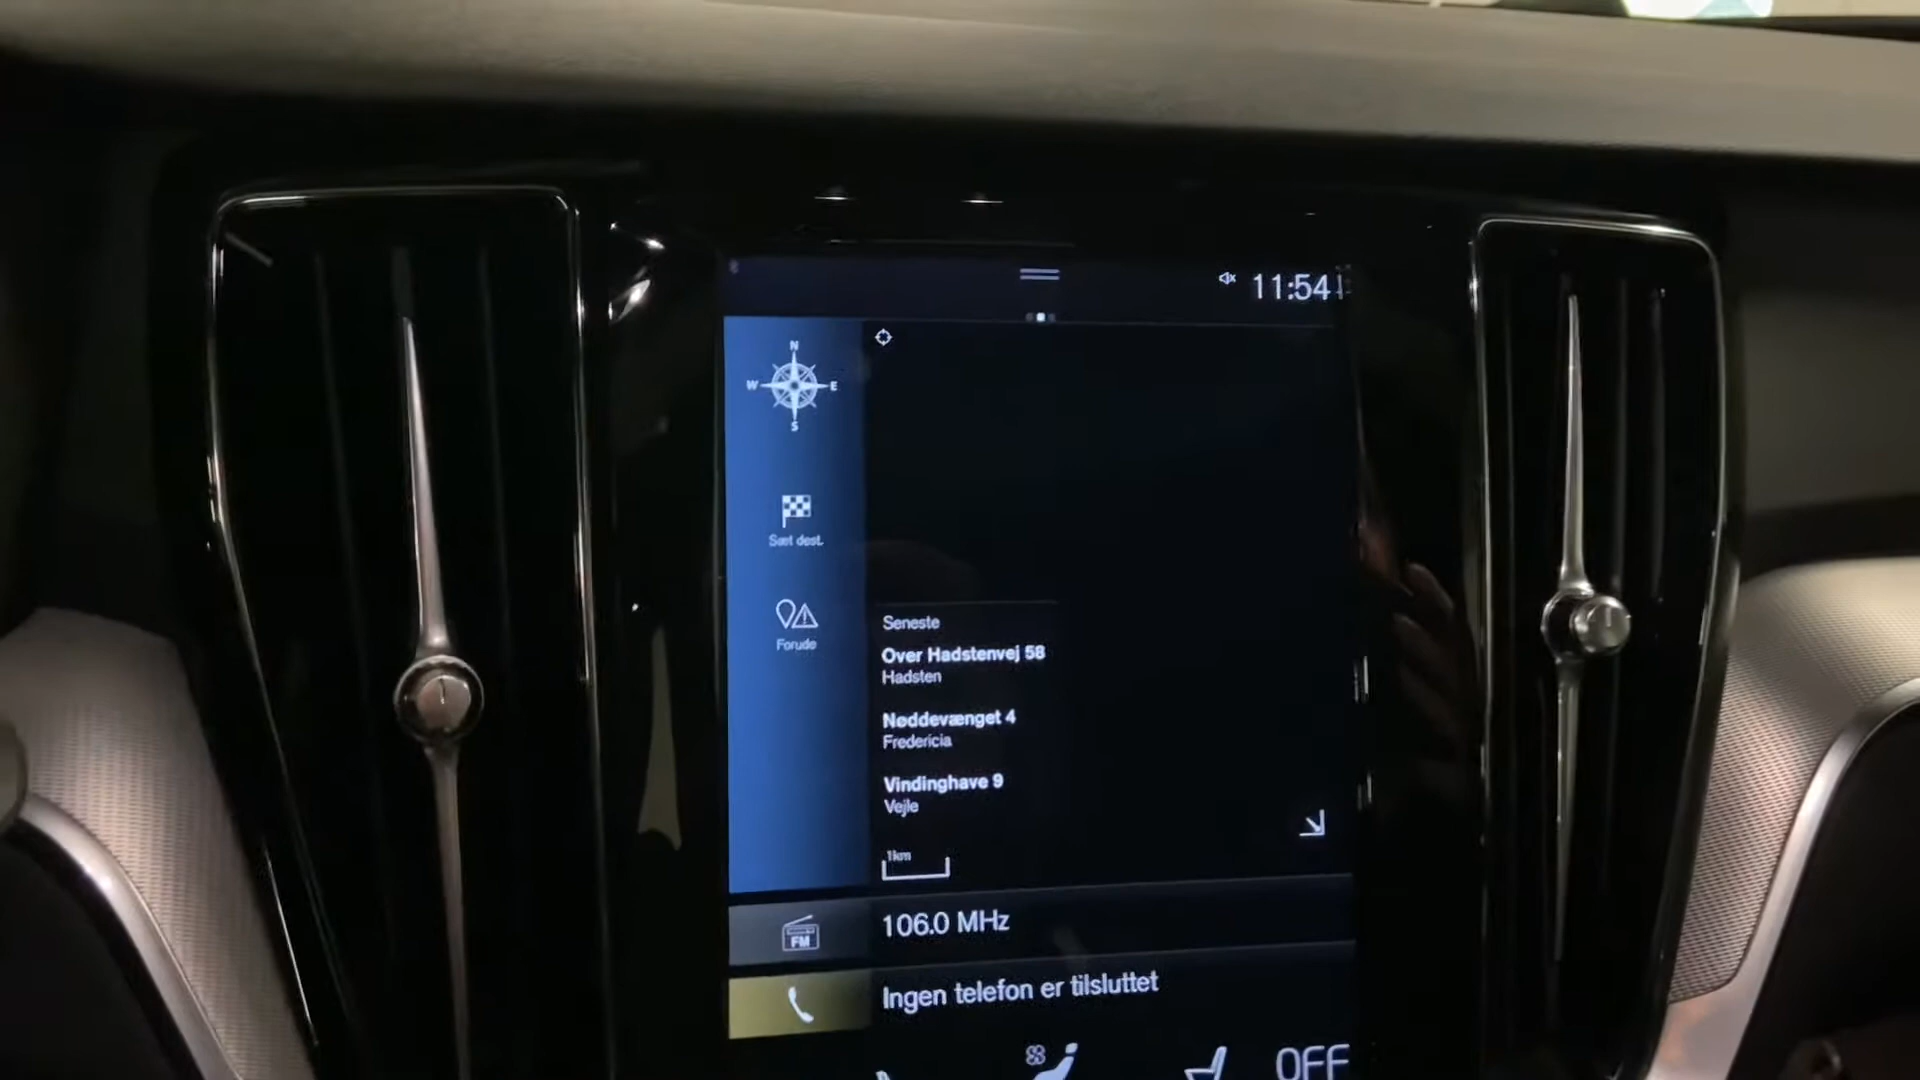 11:54
N
W E
S
Sæt dest.
Forude
Seneste
Over Hadstenvej 58
Hadsten
Nøddevænget 4
Fredericia
Vindinghave 9
Vejle
1km
FM
106.0 MHz
Ingen telefon er tilsluttet
OFF